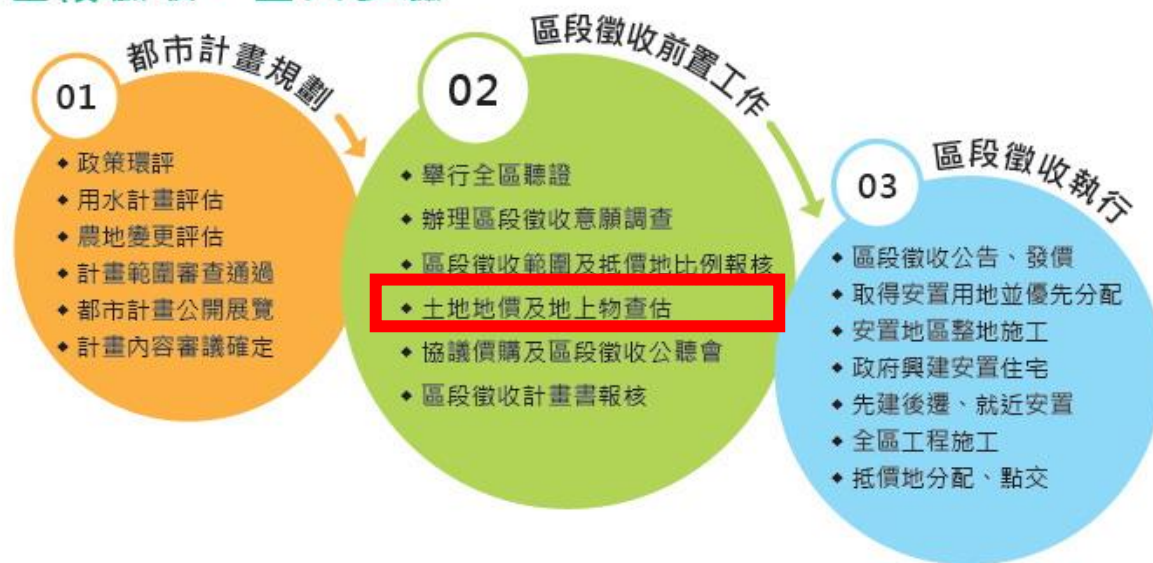 01
都市計畫規劃
◆ 政策環評
◆ 用水計畫評估
◆ 農地變更評估
◆ 計畫範圍審查通過
◆ 都市計畫公開展覽
◆ 計畫內容審議確定
02
區段徵收前置工作
◆ 舉行全區聽證
◆ 辦理區段徵收意願調查
◆ 區段徵收範圍及抵價地比例報核
◆ 土地地價及地上物查估
◆ 協議價購及區段徵收公聽會
◆ 區段徵收計畫書報核
03
區段徵收執行
◆ 區段徵收公告、發價
◆ 取得安置用地並優先分配
◆ 安置地區整地施工
◆ 政府興建安置住宅
◆ 先建後遷、就近安置
◆ 全區工程施工
◆ 抵價地分配、點交